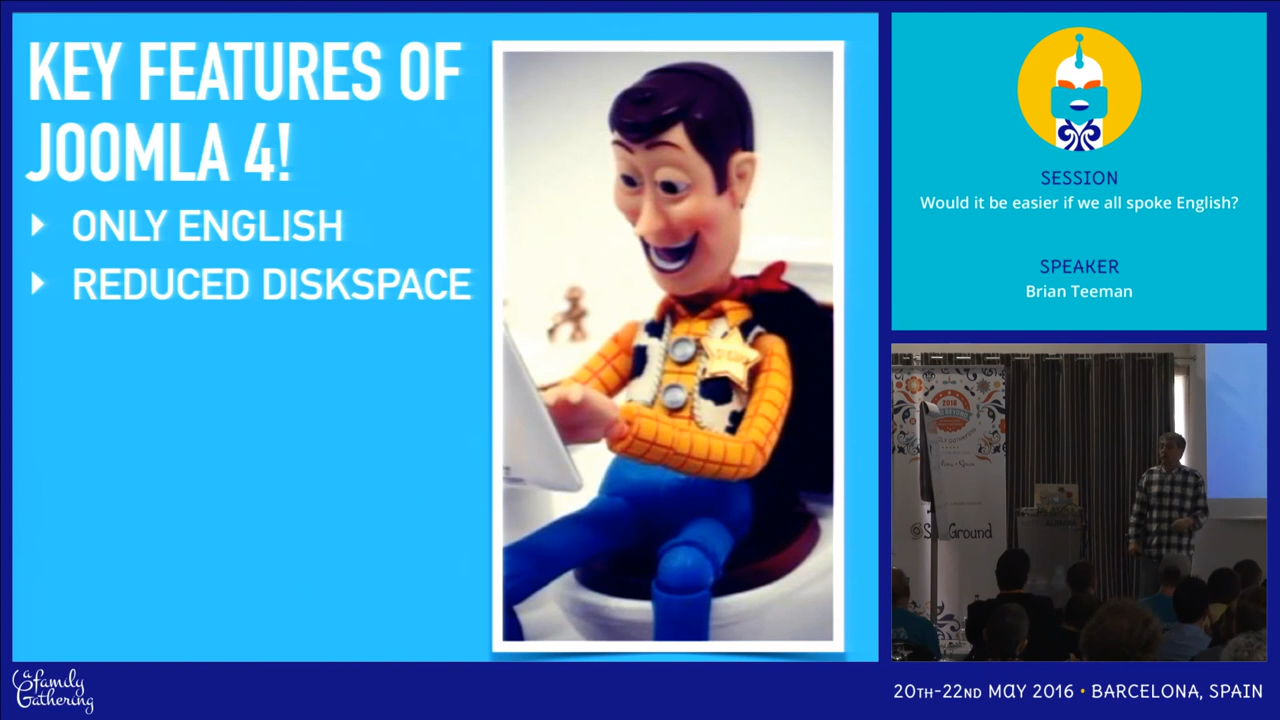 KEY FEATURES OF
JOOMLA 4!
ONLY ENGLISH
REDUCED DISKSPACE
SESSION
Would it be easier if we all spoke English?
SPEAKER
Brian Teeman
2016
a
family
Gathering
20TH-22ND MAY 2016 • BARCELONA, SPAIN